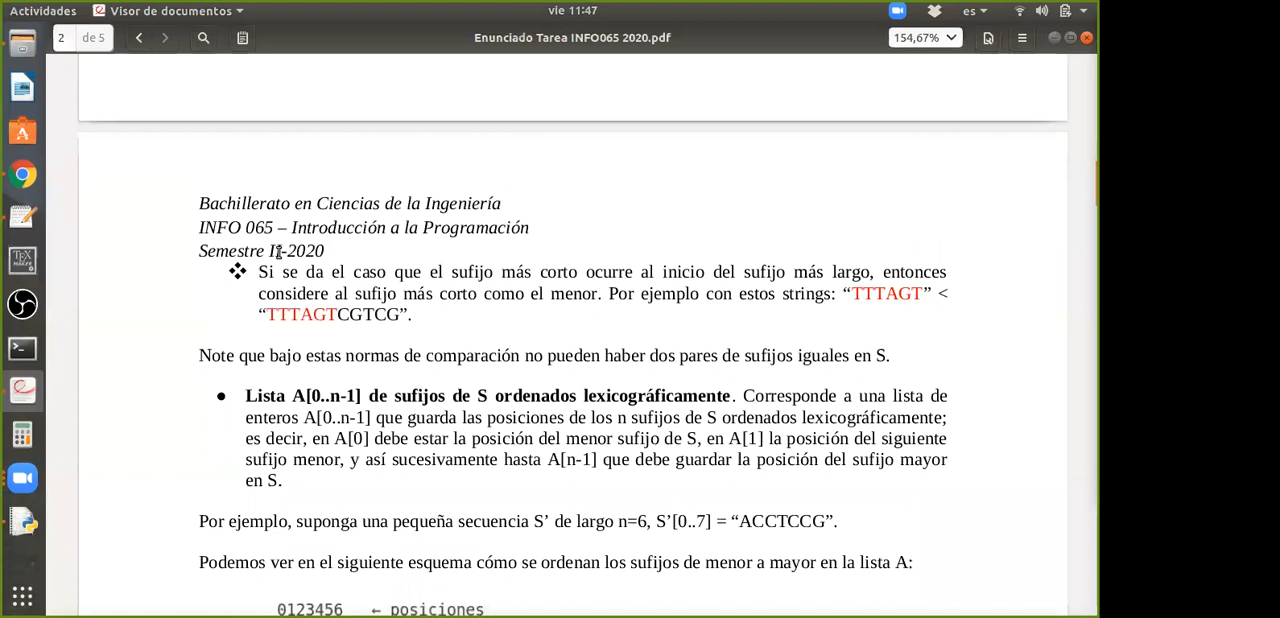 Actividades Visor de documentos vie 11:47 es
2 de 5 Enunciado Tarea INFO065 2020.pdf 154,67%
Bachillerato en Ciencias de la Ingeniería
INFO 065 – Introducción a la Programación
Semestre II-2020
❖ Si se da el caso que el sufijo más corto ocurre al inicio del sufijo más largo, entonces
considere al sufijo más corto como el menor. Por ejemplo con estos strings: “TTTAGT” <
“TTTAGTCGTCG”.
Note que bajo estas normas de comparación no pueden haber dos pares de sufijos iguales en S.
● Lista A[0..n-1] de sufijos de S ordenados lexicográficamente. Corresponde a una lista de
enteros A[0..n-1] que guarda las posiciones de los n sufijos de S ordenados lexicográficamente;
es decir, en A[0] debe estar la posición del menor sufijo de S, en A[1] la posición del siguiente
sufijo menor, y así sucesivamente hasta A[n-1] que debe guardar la posición del sufijo mayor
en S.
Por ejemplo, suponga una pequeña secuencia S’ de largo n=6, S’[0..7] = “ACCTCCG”.
Podemos ver en el siguiente esquema cómo se ordenan los sufijos de menor a mayor en la lista A:
0123456 ← posiciones